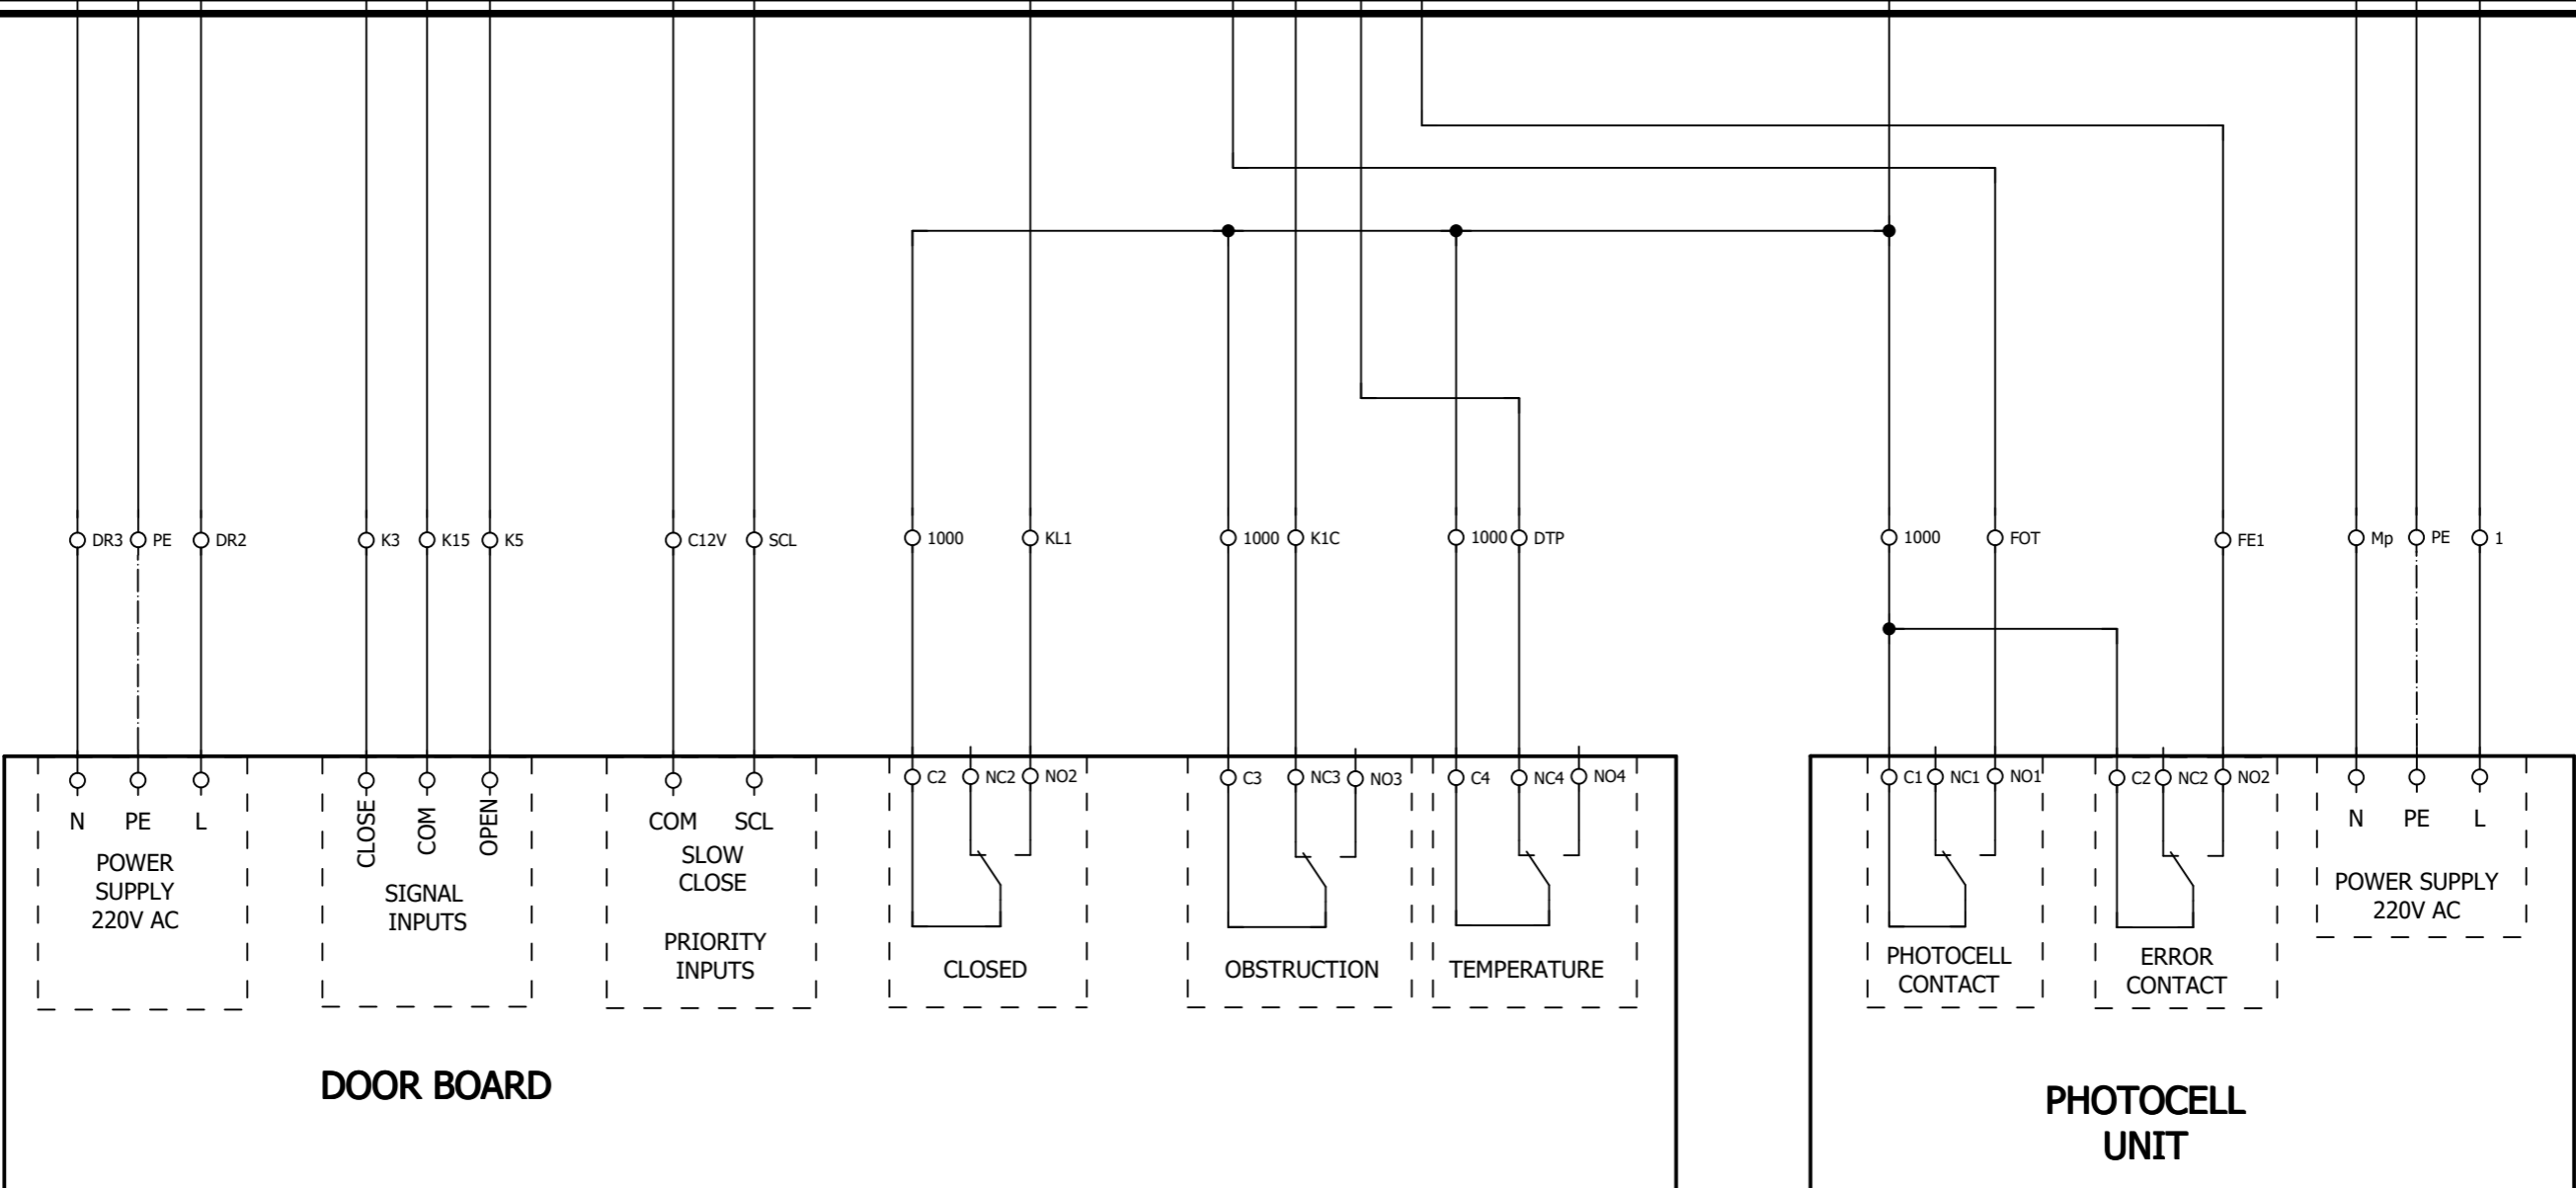 DR3 PE DR2 K3 K15 K5 C12V SCL 1000 KL1 1000 K1C 1000 DTP 1000 FOT FE1 Mp PE 1
C2 NC2 NO2 C3 NC3 NO3 C4 NC4 NO4 C1 NC1 NO1 C2 NC2 NO2
N PE L
POWER
SUPPLY
220V AC
CLOSE
COM
OPEN
SIGNAL
INPUTS
COM SCL
SLOW
CLOSE
PRIORITY
INPUTS
CLOSED
OBSTRUCTION
TEMPERATURE
PHOTOCELL
CONTACT
ERROR
CONTACT
N PE L
POWER SUPPLY
220V AC
DOOR BOARD
PHOTOCELL
UNIT